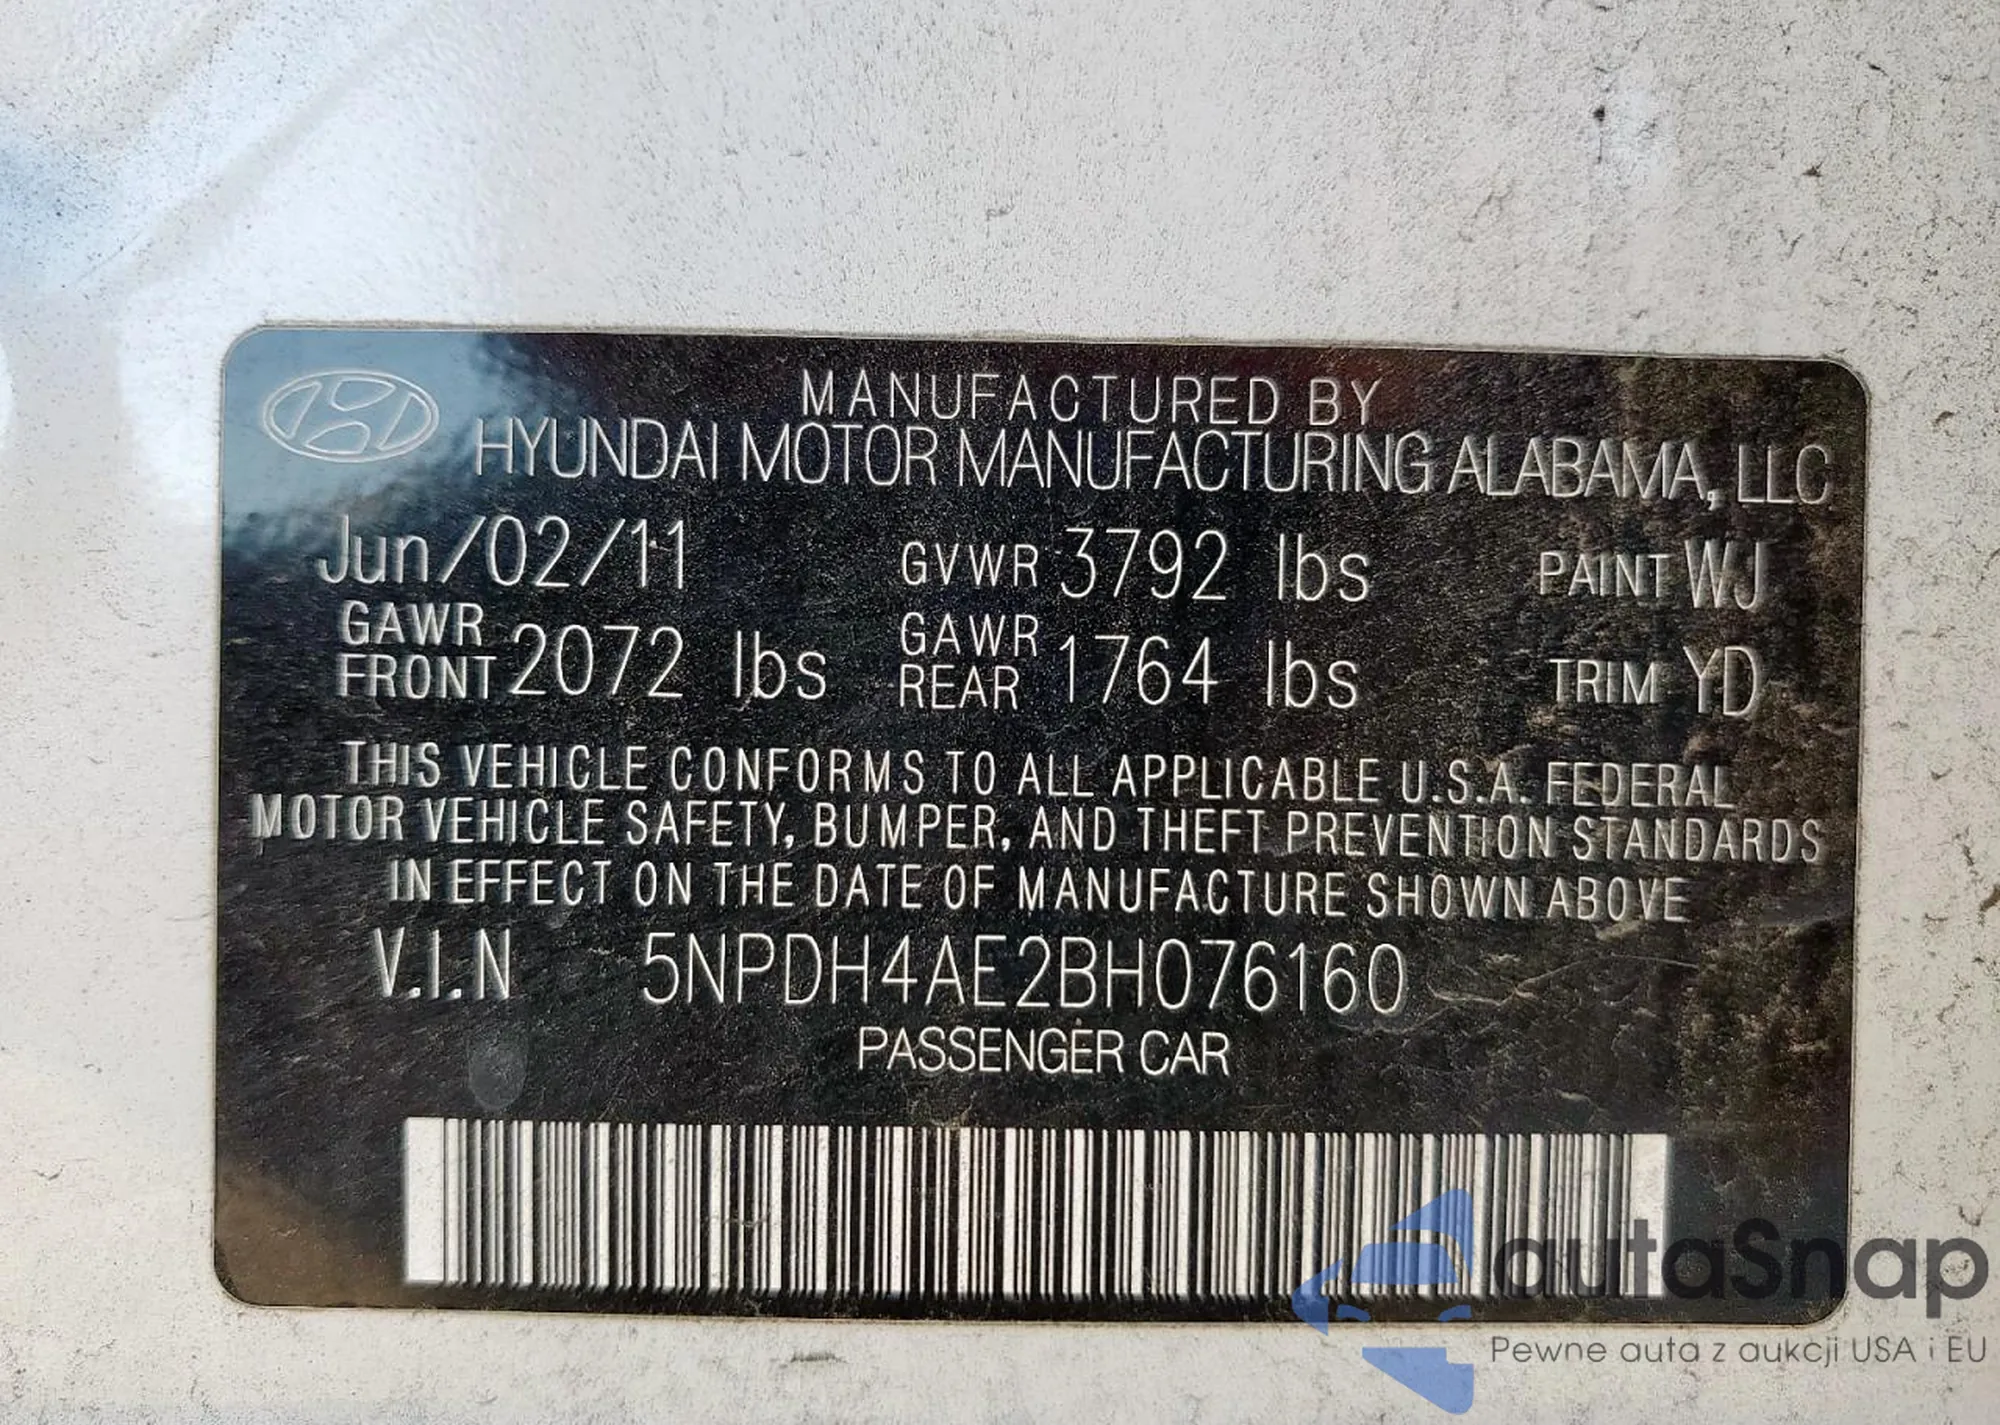 MANUFACTURED BY
HYUNDAI MOTOR MANUFACTURING ALABAMA, LLC
Jun/02/11 GVWR 3792 lbs PAINT WJ
GAWR FRONT 2072 lbs GAWR REAR 1764 lbs TRIM YD
THIS VEHICLE CONFORMS TO ALL APPLICABLE U.S.A. FEDERAL
MOTOR VEHICLE SAFETY, BUMPER, AND THEFT PREVENTION STANDARDS
IN EFFECT ON THE DATE OF MANUFACTURE SHOWN ABOVE
V.I.N 5NPDH4AE2BH076160
PASSENGER CAR
autaSnap
Pewne auta z aukcji USA i EU